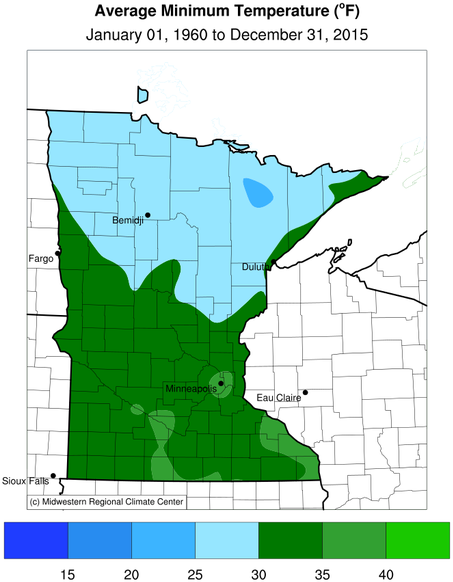 Average Minimum Temperature (°F)
January 01, 1960 to December 31, 2015
Bemidji
Fargo
Duluth
Minneapolis
Eau Claire
Sioux Falls
(c) Midwestern Regional Climate Center
15 20 25 30 35 40